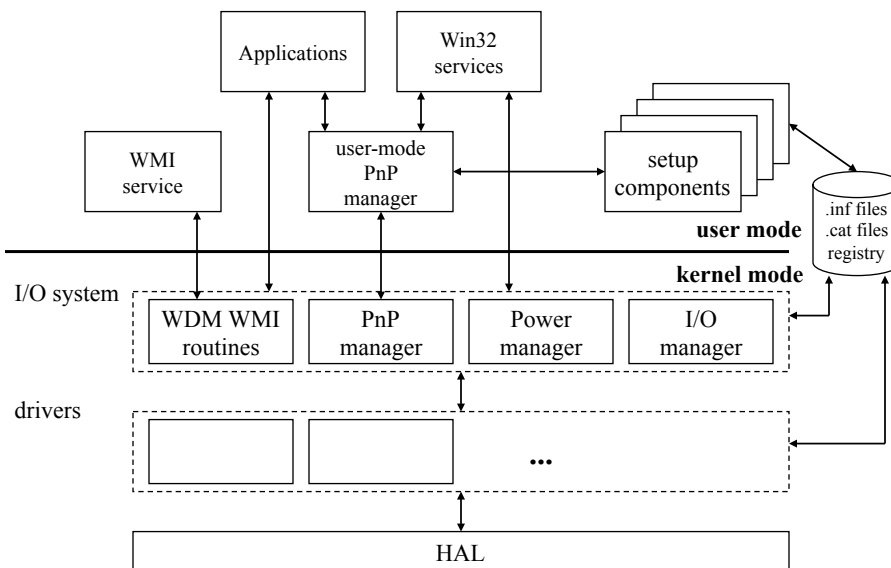 Applications
Win32
services
WMI
service
user-mode
PnP
manager
setup
components
.inf files
.cat files
registry
user mode
kernel mode
I/O system
WDM WMI
routines
PnP
manager
Power
manager
I/O
manager
drivers
...
HAL